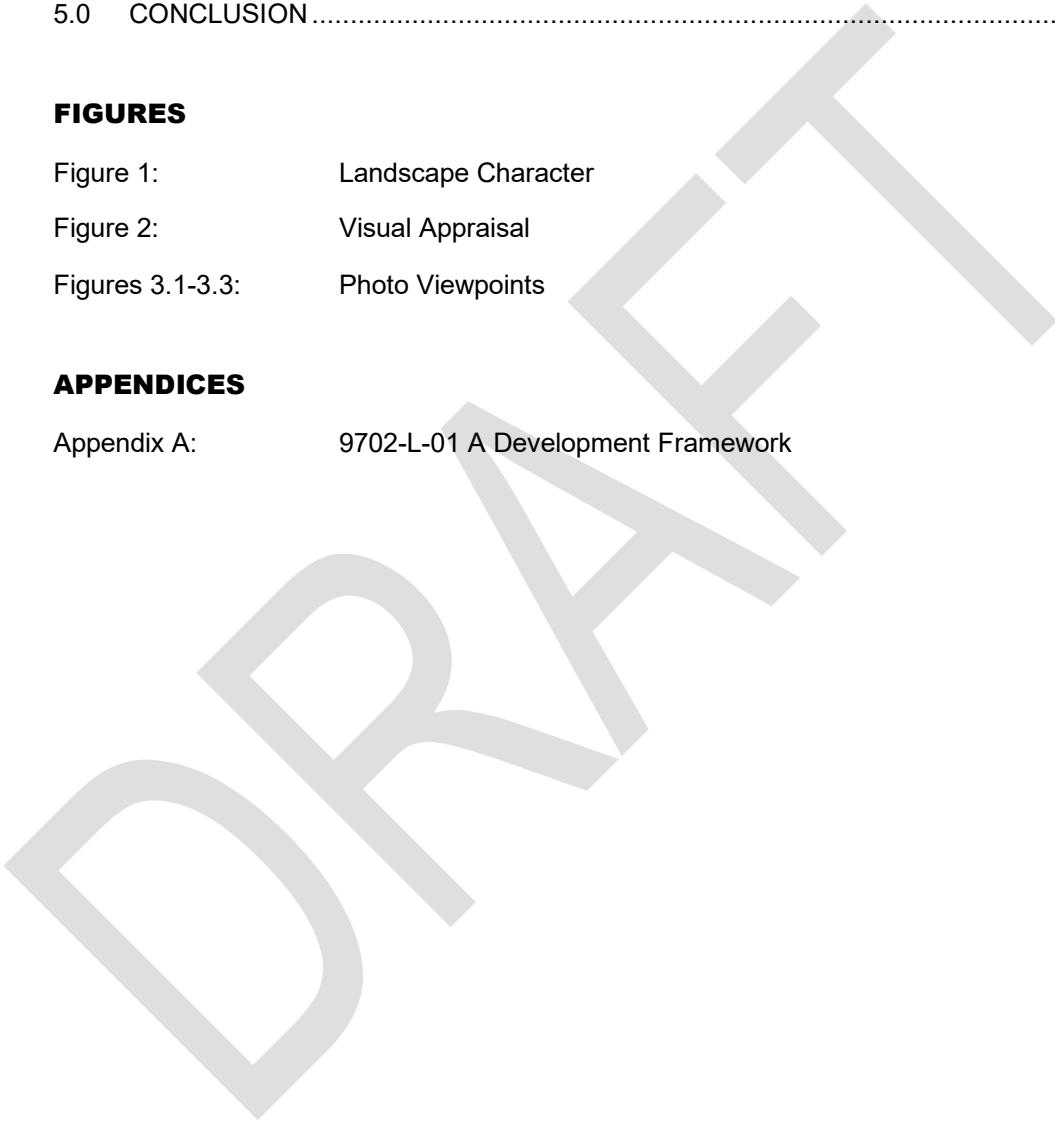 5.0 CONCLUSION........................................................................................................
FIGURES
Figure 1: Landscape Character
Figure 2: Visual Appraisal
Figures 3.1-3.3: Photo Viewpoints
APPENDICES
Appendix A: 9702-L-01 A Development Framework
DRAFT